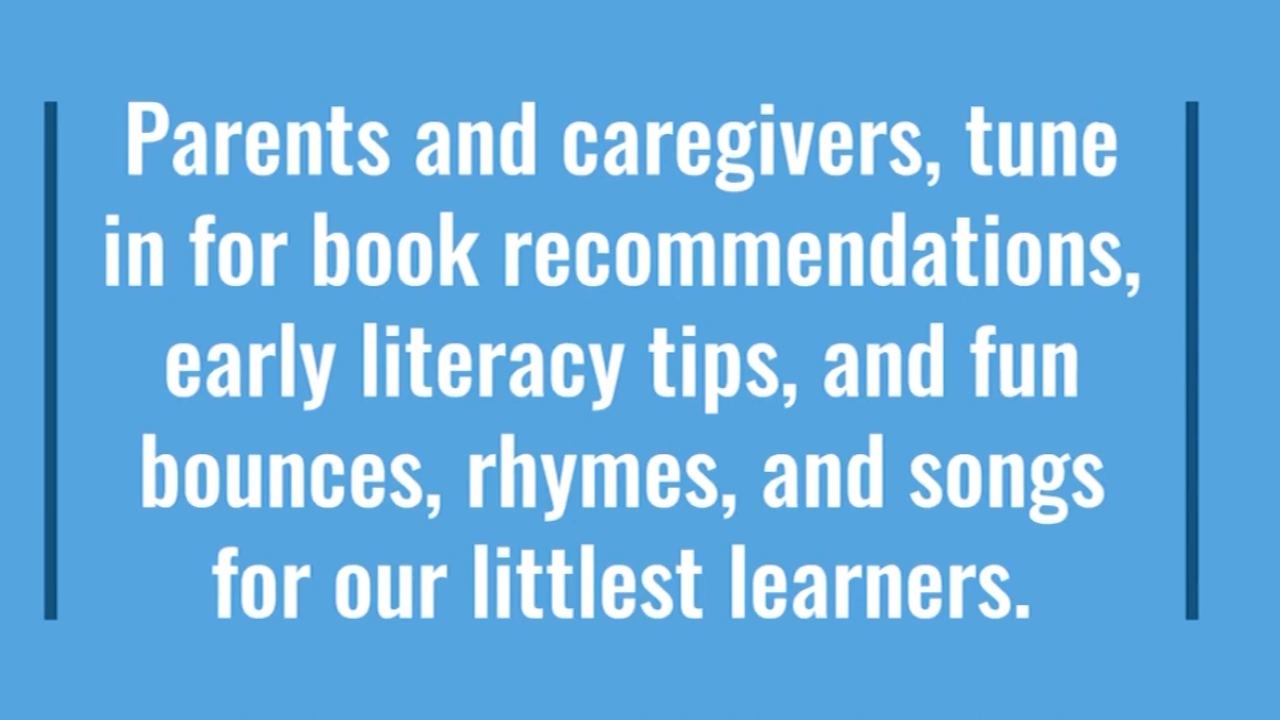 Parents and caregivers, tune
in for book recommendations,
early literacy tips, and fun
bounces, rhymes, and songs
for our littlest learners.